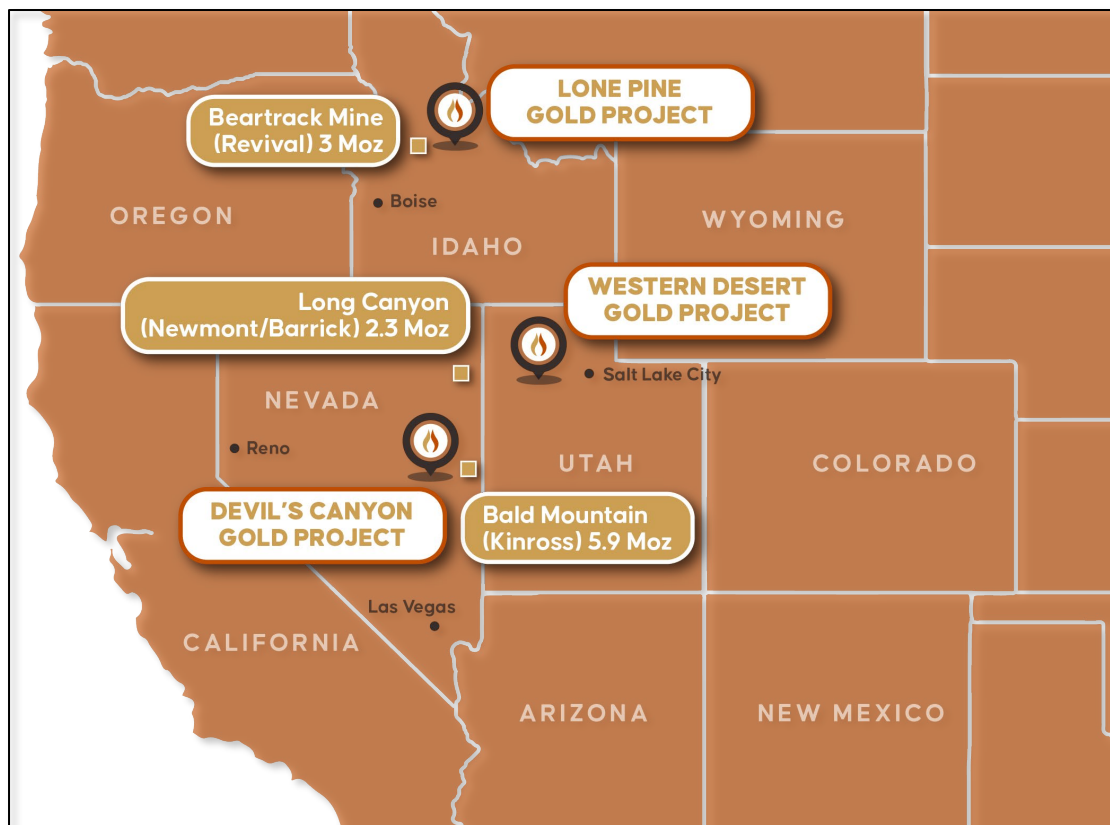 LONE PINE
GOLD PROJECT
Beartrack Mine
(Revival) 3 Moz
Boise
OREGON
WYOMING
IDAHO
WESTERN DESERT
GOLD PROJECT
Long Canyon
(Newmont/Barrick) 2.3 Moz
Salt Lake City
NEVADA
Reno
UTAH
COLORADO
DEVIL'S CANYON
GOLD PROJECT
Bald Mountain
(Kinross) 5.9 Moz
Las Vegas
CALIFORNIA
ARIZONA
NEW MEXICO